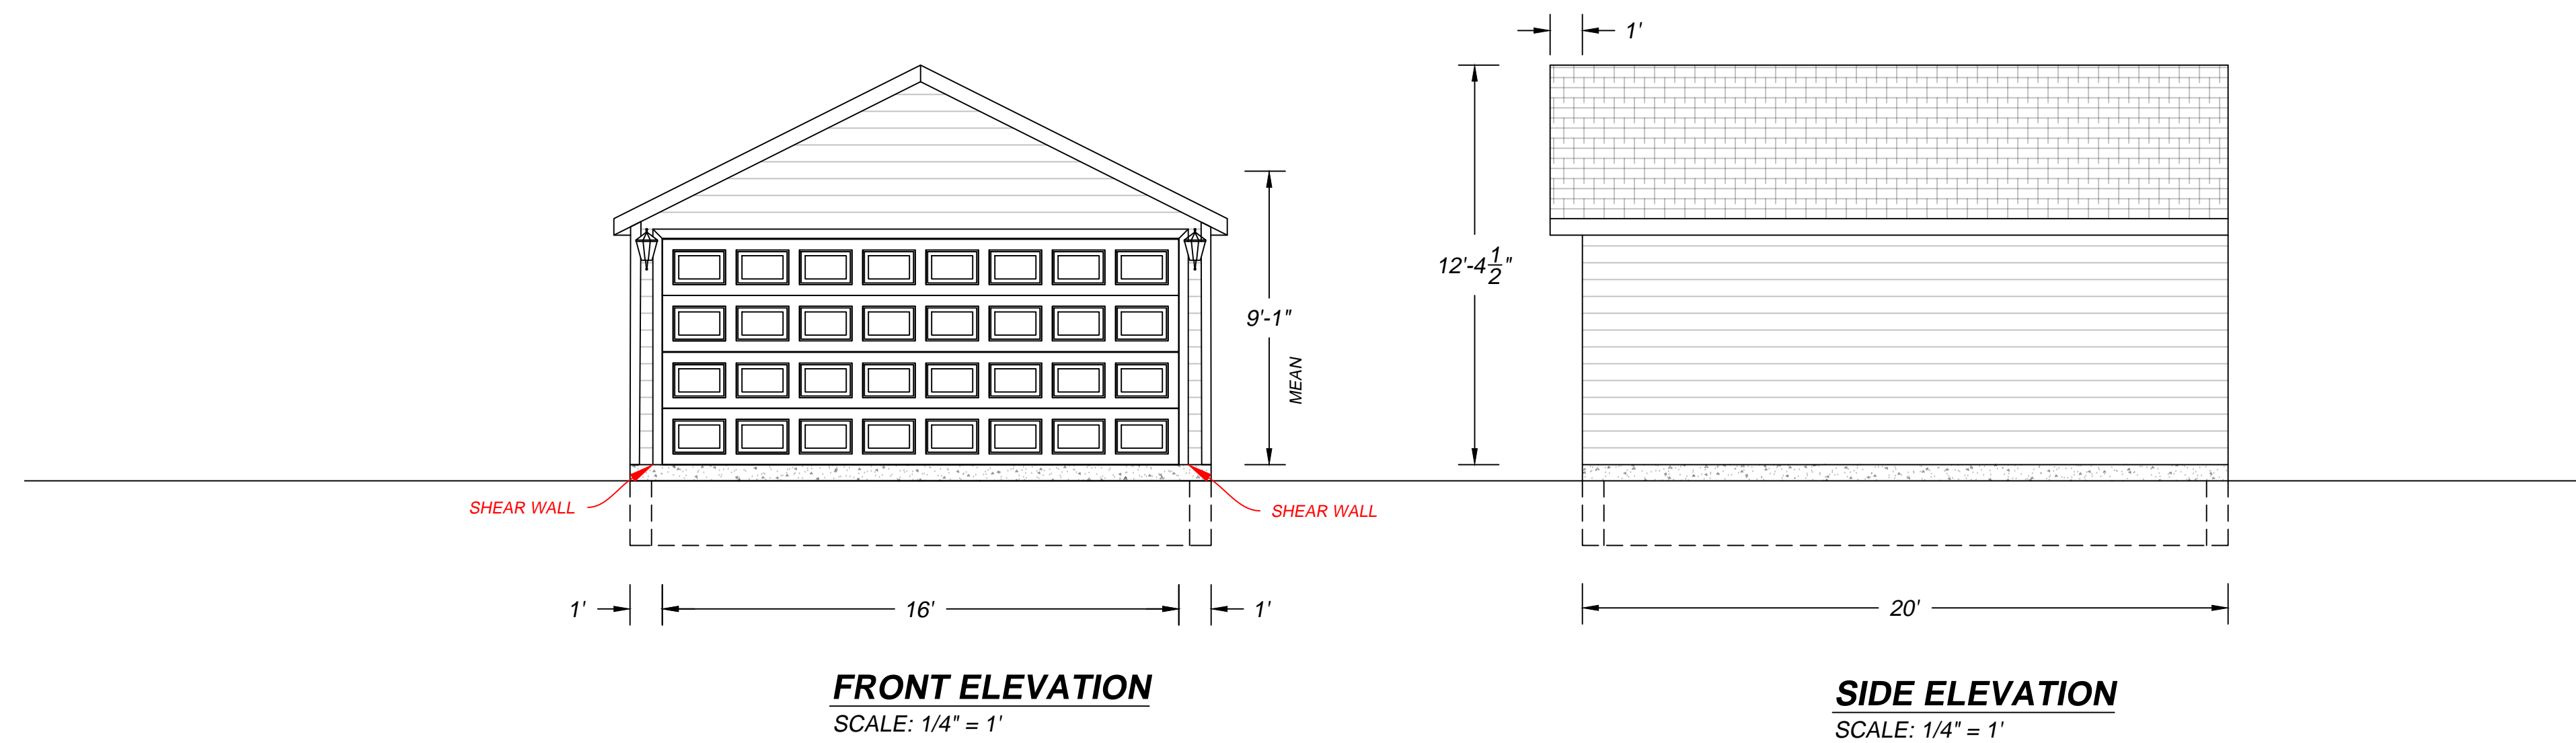 1'
12'-4 1/2"
9'-1"
MEAN
SHEAR WALL
SHEAR WALL
1'
16'
1'
20'
FRONT ELEVATION
SCALE: 1/4" = 1'
SIDE ELEVATION
SCALE: 1/4" = 1'